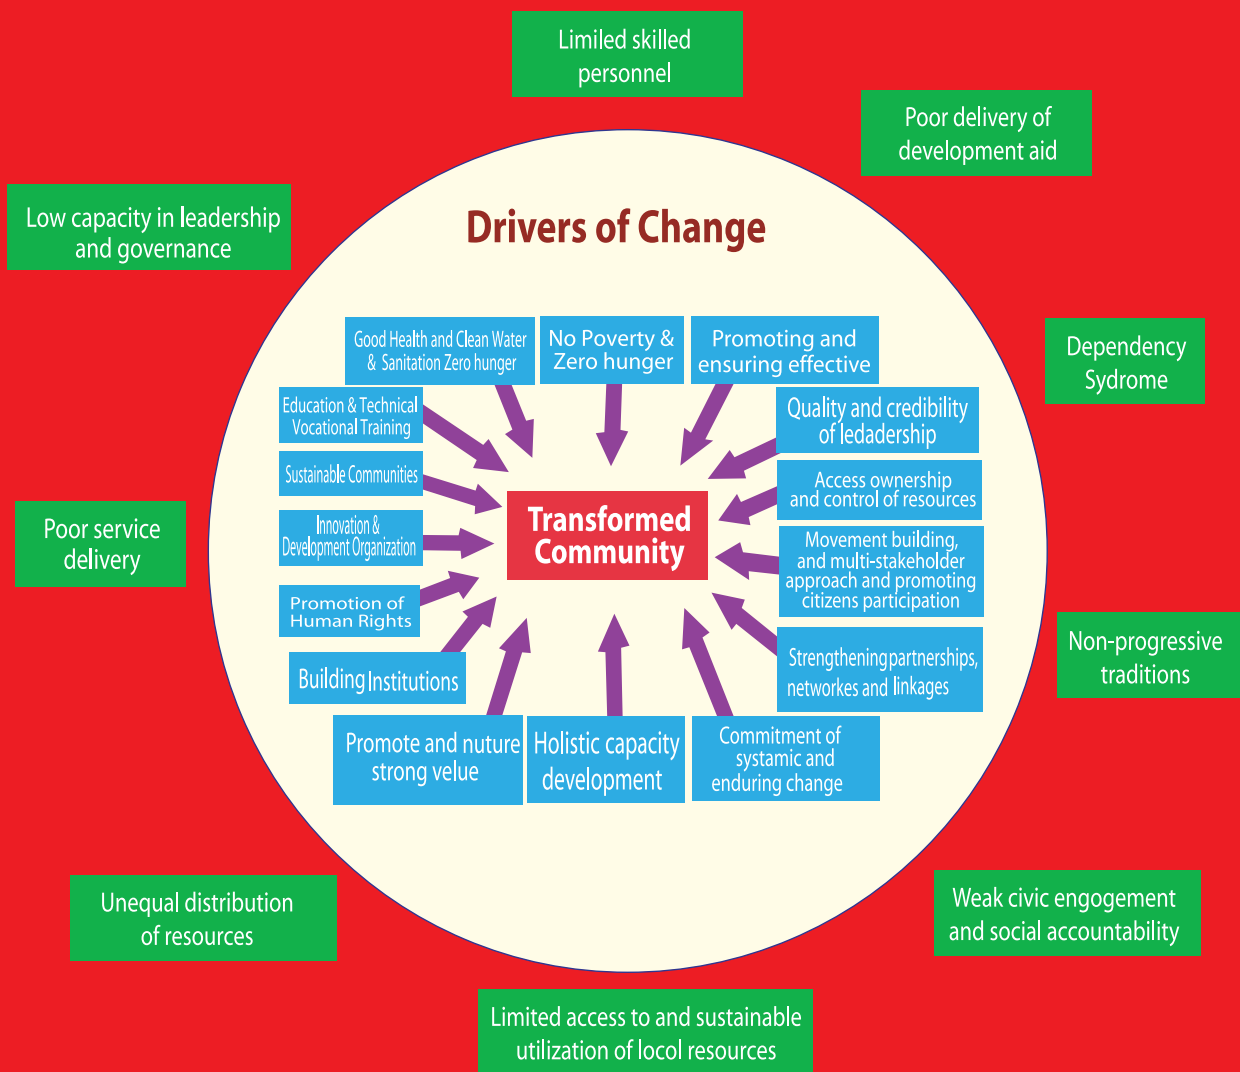 Limiled skilled
personnel
Poor delivery of
development aid
Low capacity in leadership
and governance
Drivers of Change
Good Health and Clean Water
& Sanitation Zero hunger
No Poverty &
Zero hunger
Promoting and
ensuring effective
Dependency
Sydrome
Education & Technical
Vocational Training
Quality and credibility
of ledadership
Sustainable Communities
Access ownership
and control of resources
Poor service
delivery
Innovation &
Development Organization
Transformed
Community
Movement building,
and multi-stakeholder
approach and promoting
citizens participation
Promotion of
Human Rights
Non-progressive
traditions
Building Institutions
Strengthening partnerships,
networkes and linkages
Promote and nuture
strong velue
Holistic capacity
development
Commitment of
systamic and
enduring change
Unequal distribution
of resources
Weak civic engagement
and social accountability
Limited access to and sustainable
utilization of locol resources